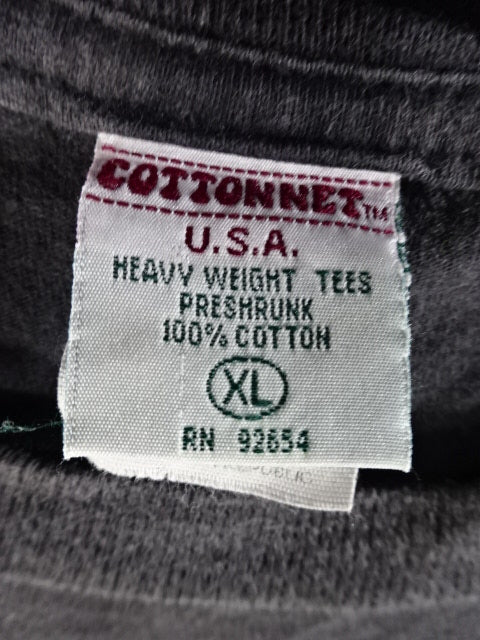 COTTONNET™
U.S.A.
HEAVY WEIGHT TEES
PRESHRUNK
100% COTTON
XL
RN 92654